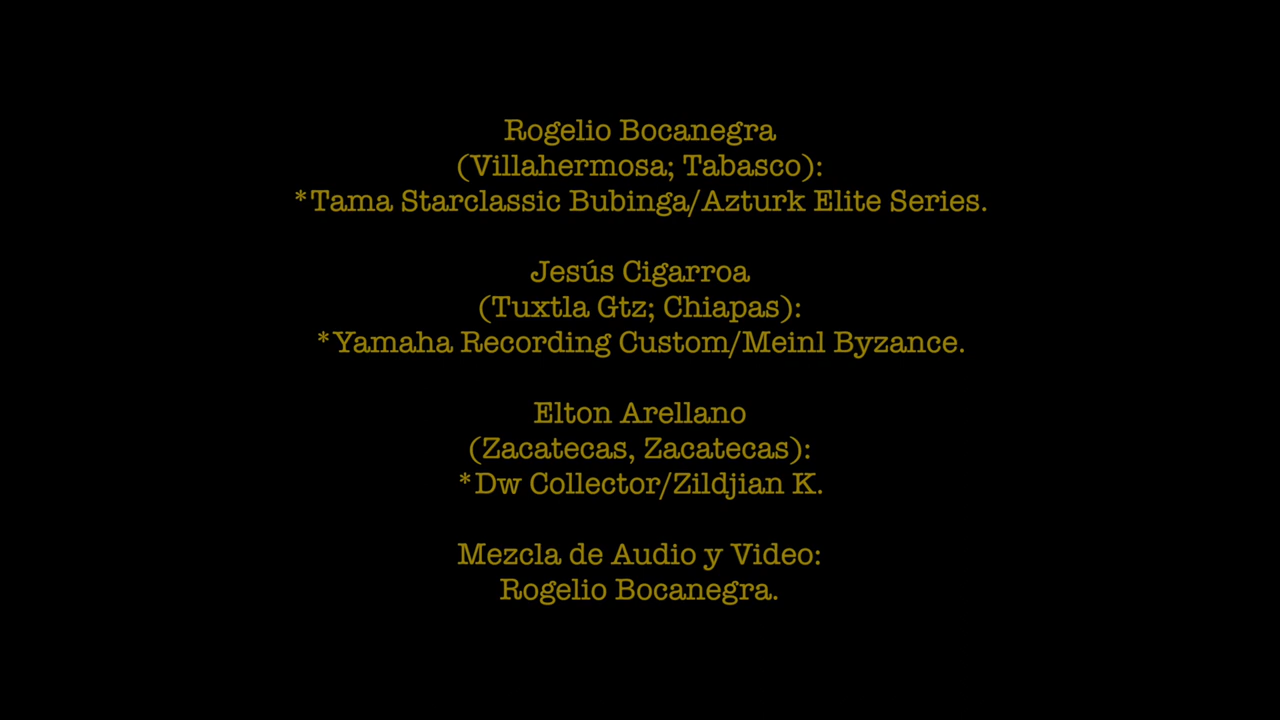 Rogelio Bocanegra
(Villahermosa; Tabasco):
*Tama Starclassic Bubinga/Azturk Elite Series.
Jesús Cigarroa
(Tuxtla Gtz; Chiapas):
*Yamaha Recording Custom/Meinl Byzance.
Elton Arellano
(Zacatecas, Zacatecas):
*Dw Collector/Zildjian K.
Mezcla de Audio y Video:
Rogelio Bocanegra.